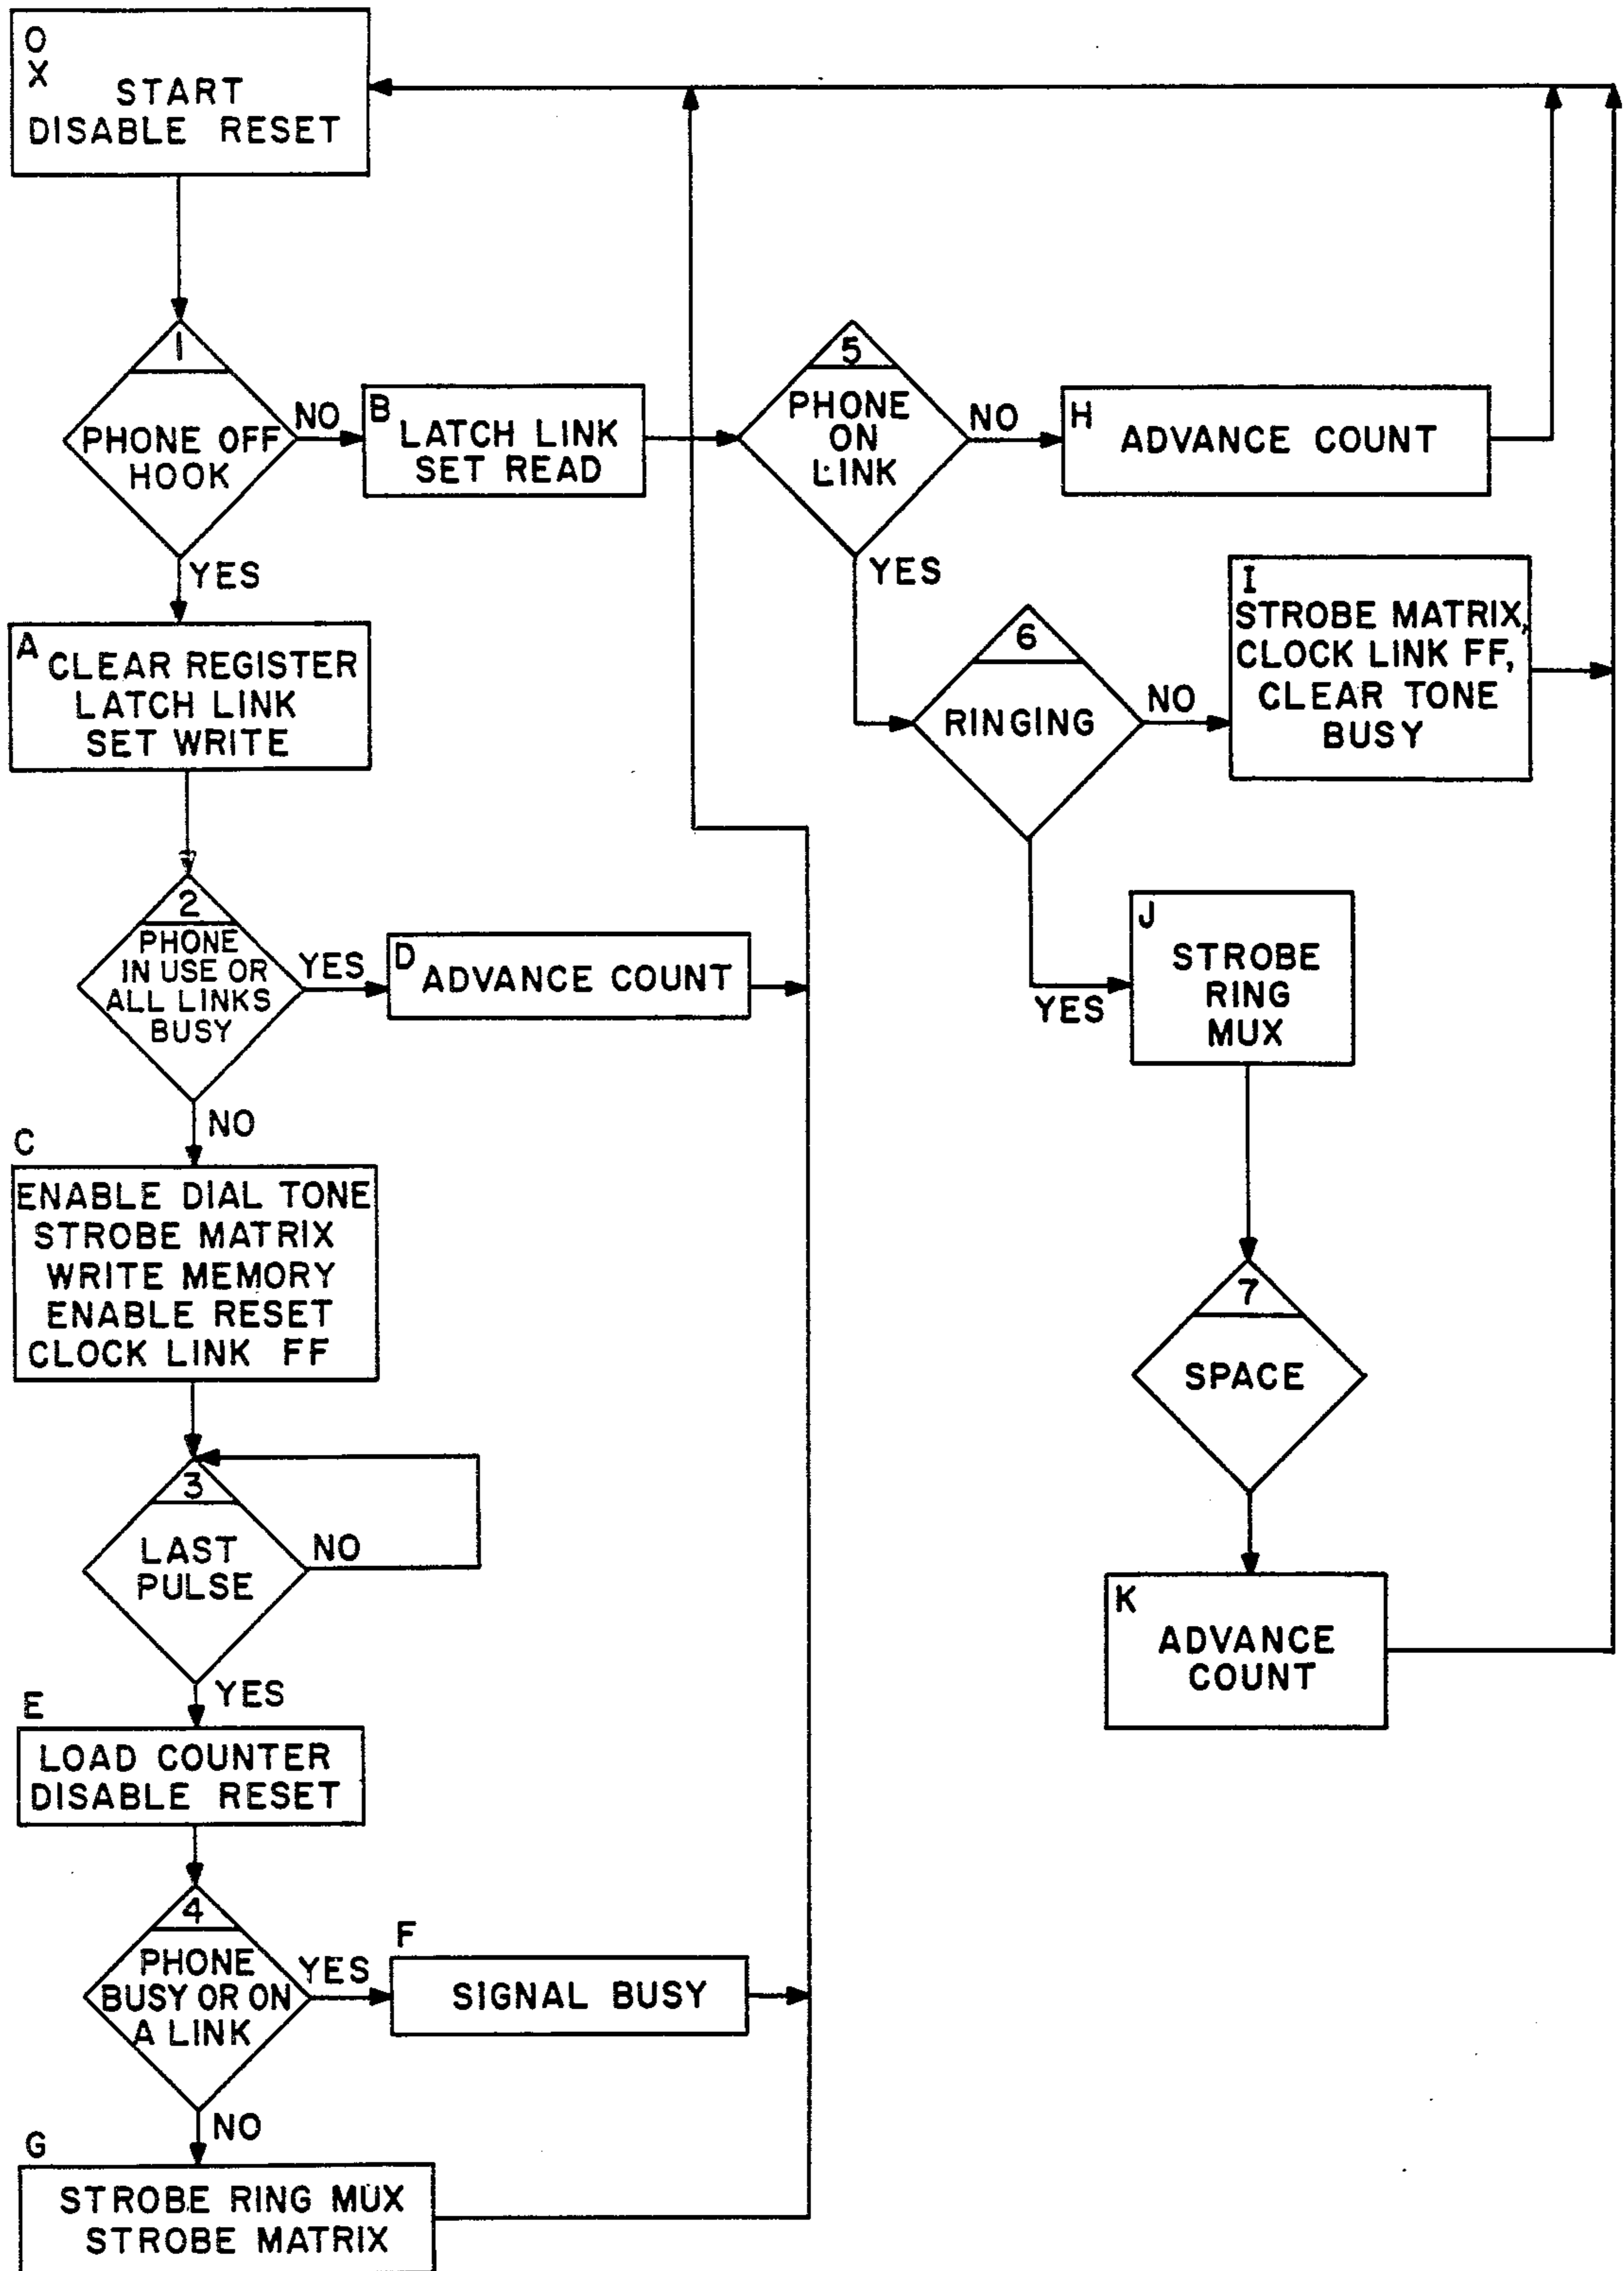 O
X
START
DISABLE RESET
1
PHONE OFF
HOOK
NO
B
LATCH LINK
SET READ
5
PHONE
ON
LINK
NO
H
ADVANCE COUNT
YES
A
CLEAR REGISTER
LATCH LINK
SET WRITE
YES
6
RINGING
NO
I
STROBE MATRIX,
CLOCK LINK FF,
CLEAR TONE
BUSY
2
PHONE
IN USE OR
ALL LINKS
BUSY
YES
D
ADVANCE COUNT
YES
J
STROBE
RING
MUX
NO
C
ENABLE DIAL TONE
STROBE MATRIX
WRITE MEMORY
ENABLE RESET
CLOCK LINK FF
7
SPACE
3
LAST
PULSE
NO
K
ADVANCE
COUNT
YES
E
LOAD COUNTER
DISABLE RESET
4
PHONE
BUSY OR ON
A LINK
YES
F
SIGNAL BUSY
NO
G
STROBE RING MUX
STROBE MATRIX